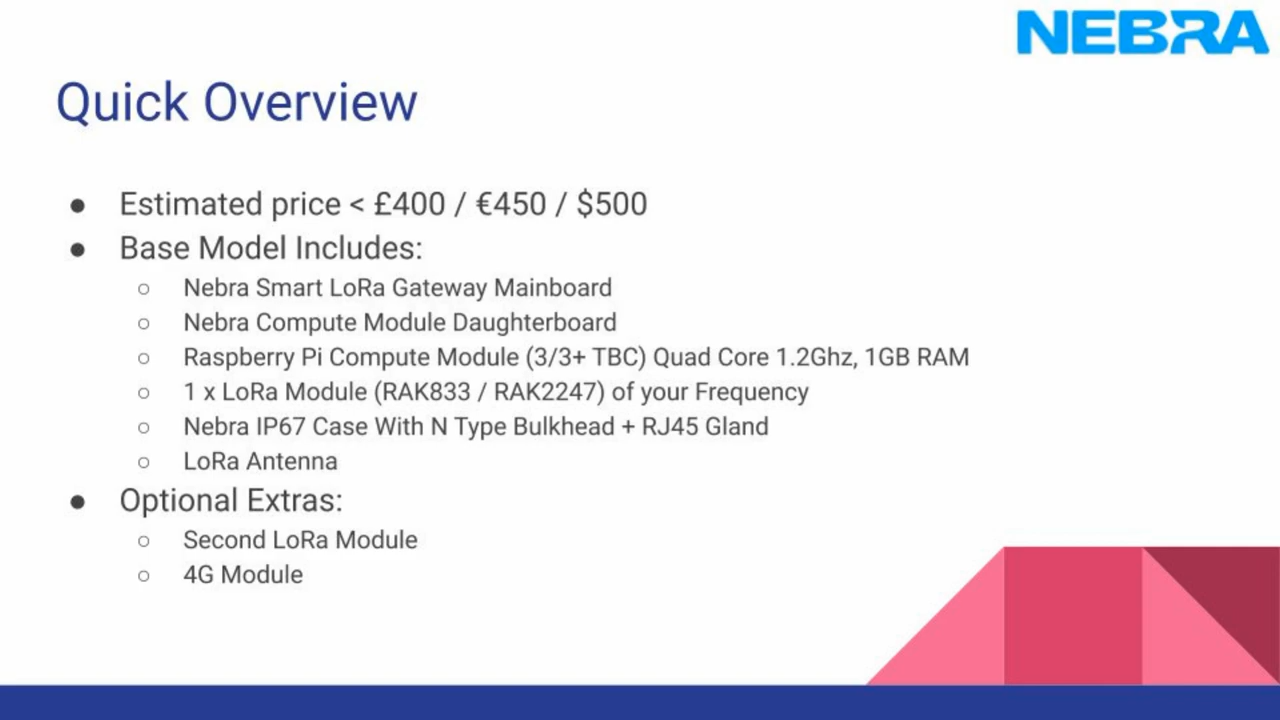 NEBRA
Quick Overview
● Estimated price < £400 / €450 / $500
● Base Model Includes:
○ Nebra Smart LoRa Gateway Mainboard
○ Nebra Compute Module Daughterboard
○ Raspberry Pi Compute Module (3/3+ TBC) Quad Core 1.2Ghz, 1GB RAM
○ 1 x LoRa Module (RAK833 / RAK2247) of your Frequency
○ Nebra IP67 Case With N Type Bulkhead + RJ45 Gland
○ LoRa Antenna
● Optional Extras:
○ Second LoRa Module
○ 4G Module